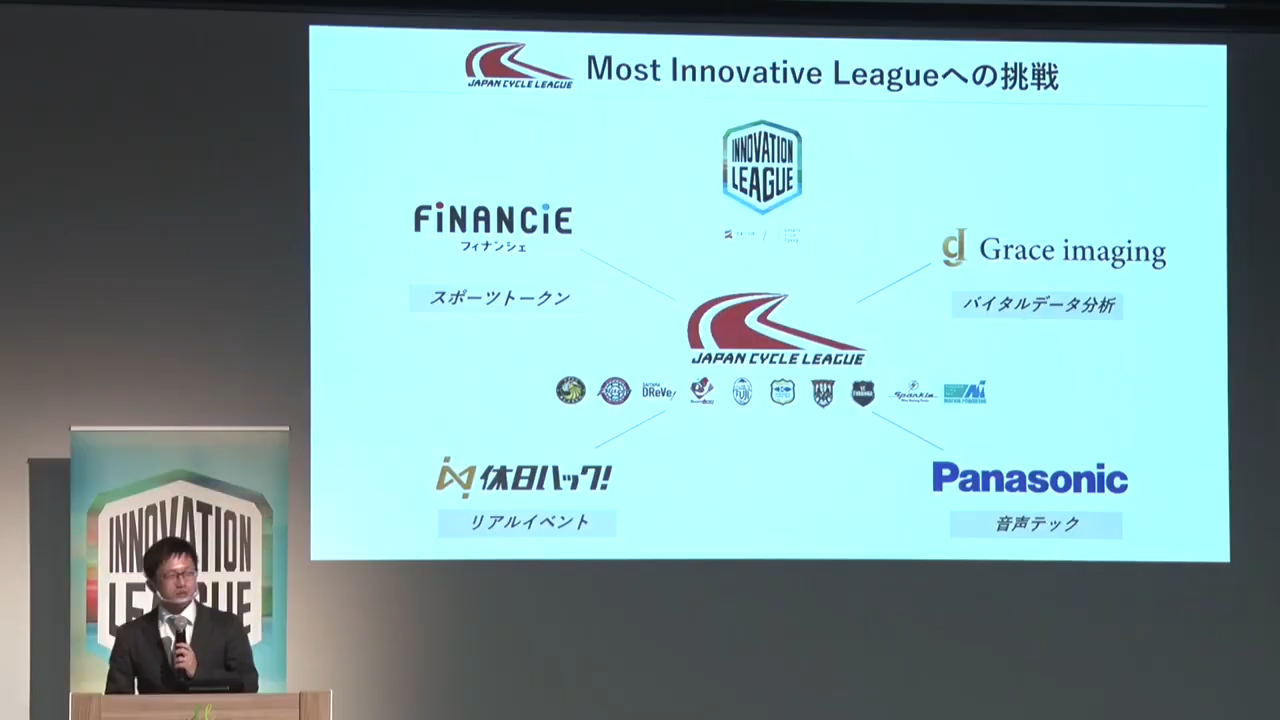 JAPAN CYCLE LEAGUE
Most Innovative Leagueへの挑戦
INNOVATION
LEAGUE
FiNANCiE
フィナンシェ
スポーツトークン
Grace imaging
バイタルデータ分析
JAPAN CYCLE LEAGUE
DReVe
FUJI
Sparkle
休日ハック!
リアルイベント
Panasonic
音声テック
INNOVATION
LEAGUE